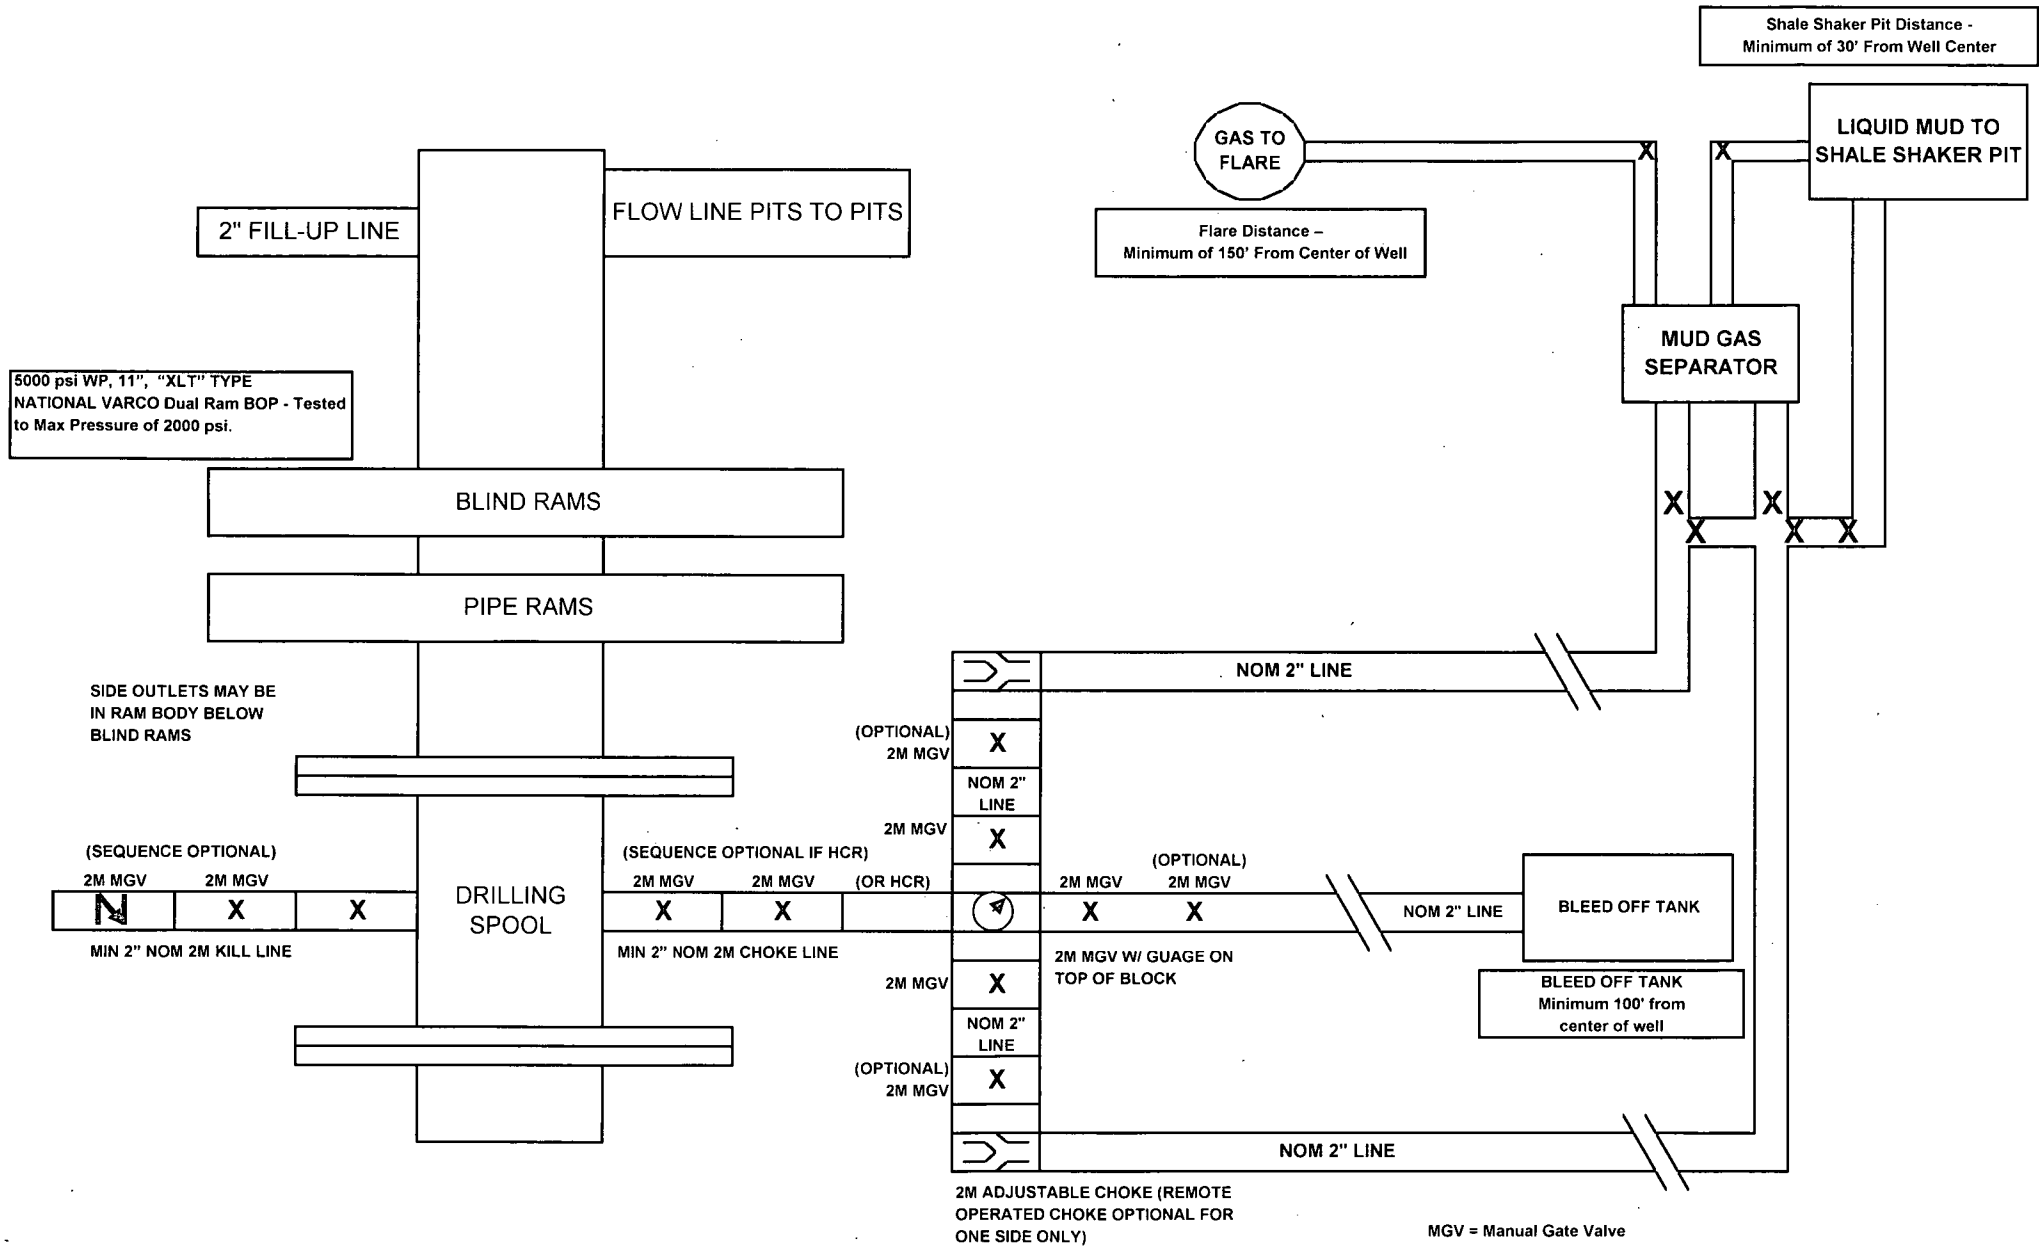 Shale Shaker Pit Distance -
Minimum of 30' From Well Center
GAS TO
FLARE
X
X
LIQUID MUD TO
SHALE SHAKER PIT
2" FILL-UP LINE
FLOW LINE PITS TO PITS
Flare Distance –
Minimum of 150' From Center of Well
MUD GAS
SEPARATOR
5000 psi WP, 11", "XLT" TYPE
NATIONAL VARCO Dual Ram BOP - Tested
to Max Pressure of 2000 psi.
BLIND RAMS
X
X
X
X
X
PIPE RAMS
SIDE OUTLETS MAY BE
IN RAM BODY BELOW
BLIND RAMS
NOM 2" LINE
(OPTIONAL)
2M MGV
X
NOM 2"
LINE
2M MGV
X
(SEQUENCE OPTIONAL)
2M MGV
2M MGV
N
X
X
MIN 2" NOM 2M KILL LINE
DRILLING
SPOOL
(SEQUENCE OPTIONAL IF HCR)
2M MGV
2M MGV
(OR HCR)
X
X
MIN 2" NOM 2M CHOKE LINE
(OPTIONAL)
2M MGV
2M MGV
X
X
NOM 2" LINE
BLEED OFF TANK
2M MGV W/ GUAGE ON
TOP OF BLOCK
BLEED OFF TANK
Minimum 100' from
center of well
2M MGV
X
NOM 2"
LINE
(OPTIONAL)
2M MGV
X
NOM 2" LINE
2M ADJUSTABLE CHOKE (REMOTE
OPERATED CHOKE OPTIONAL FOR
ONE SIDE ONLY)
MGV = Manual Gate Valve